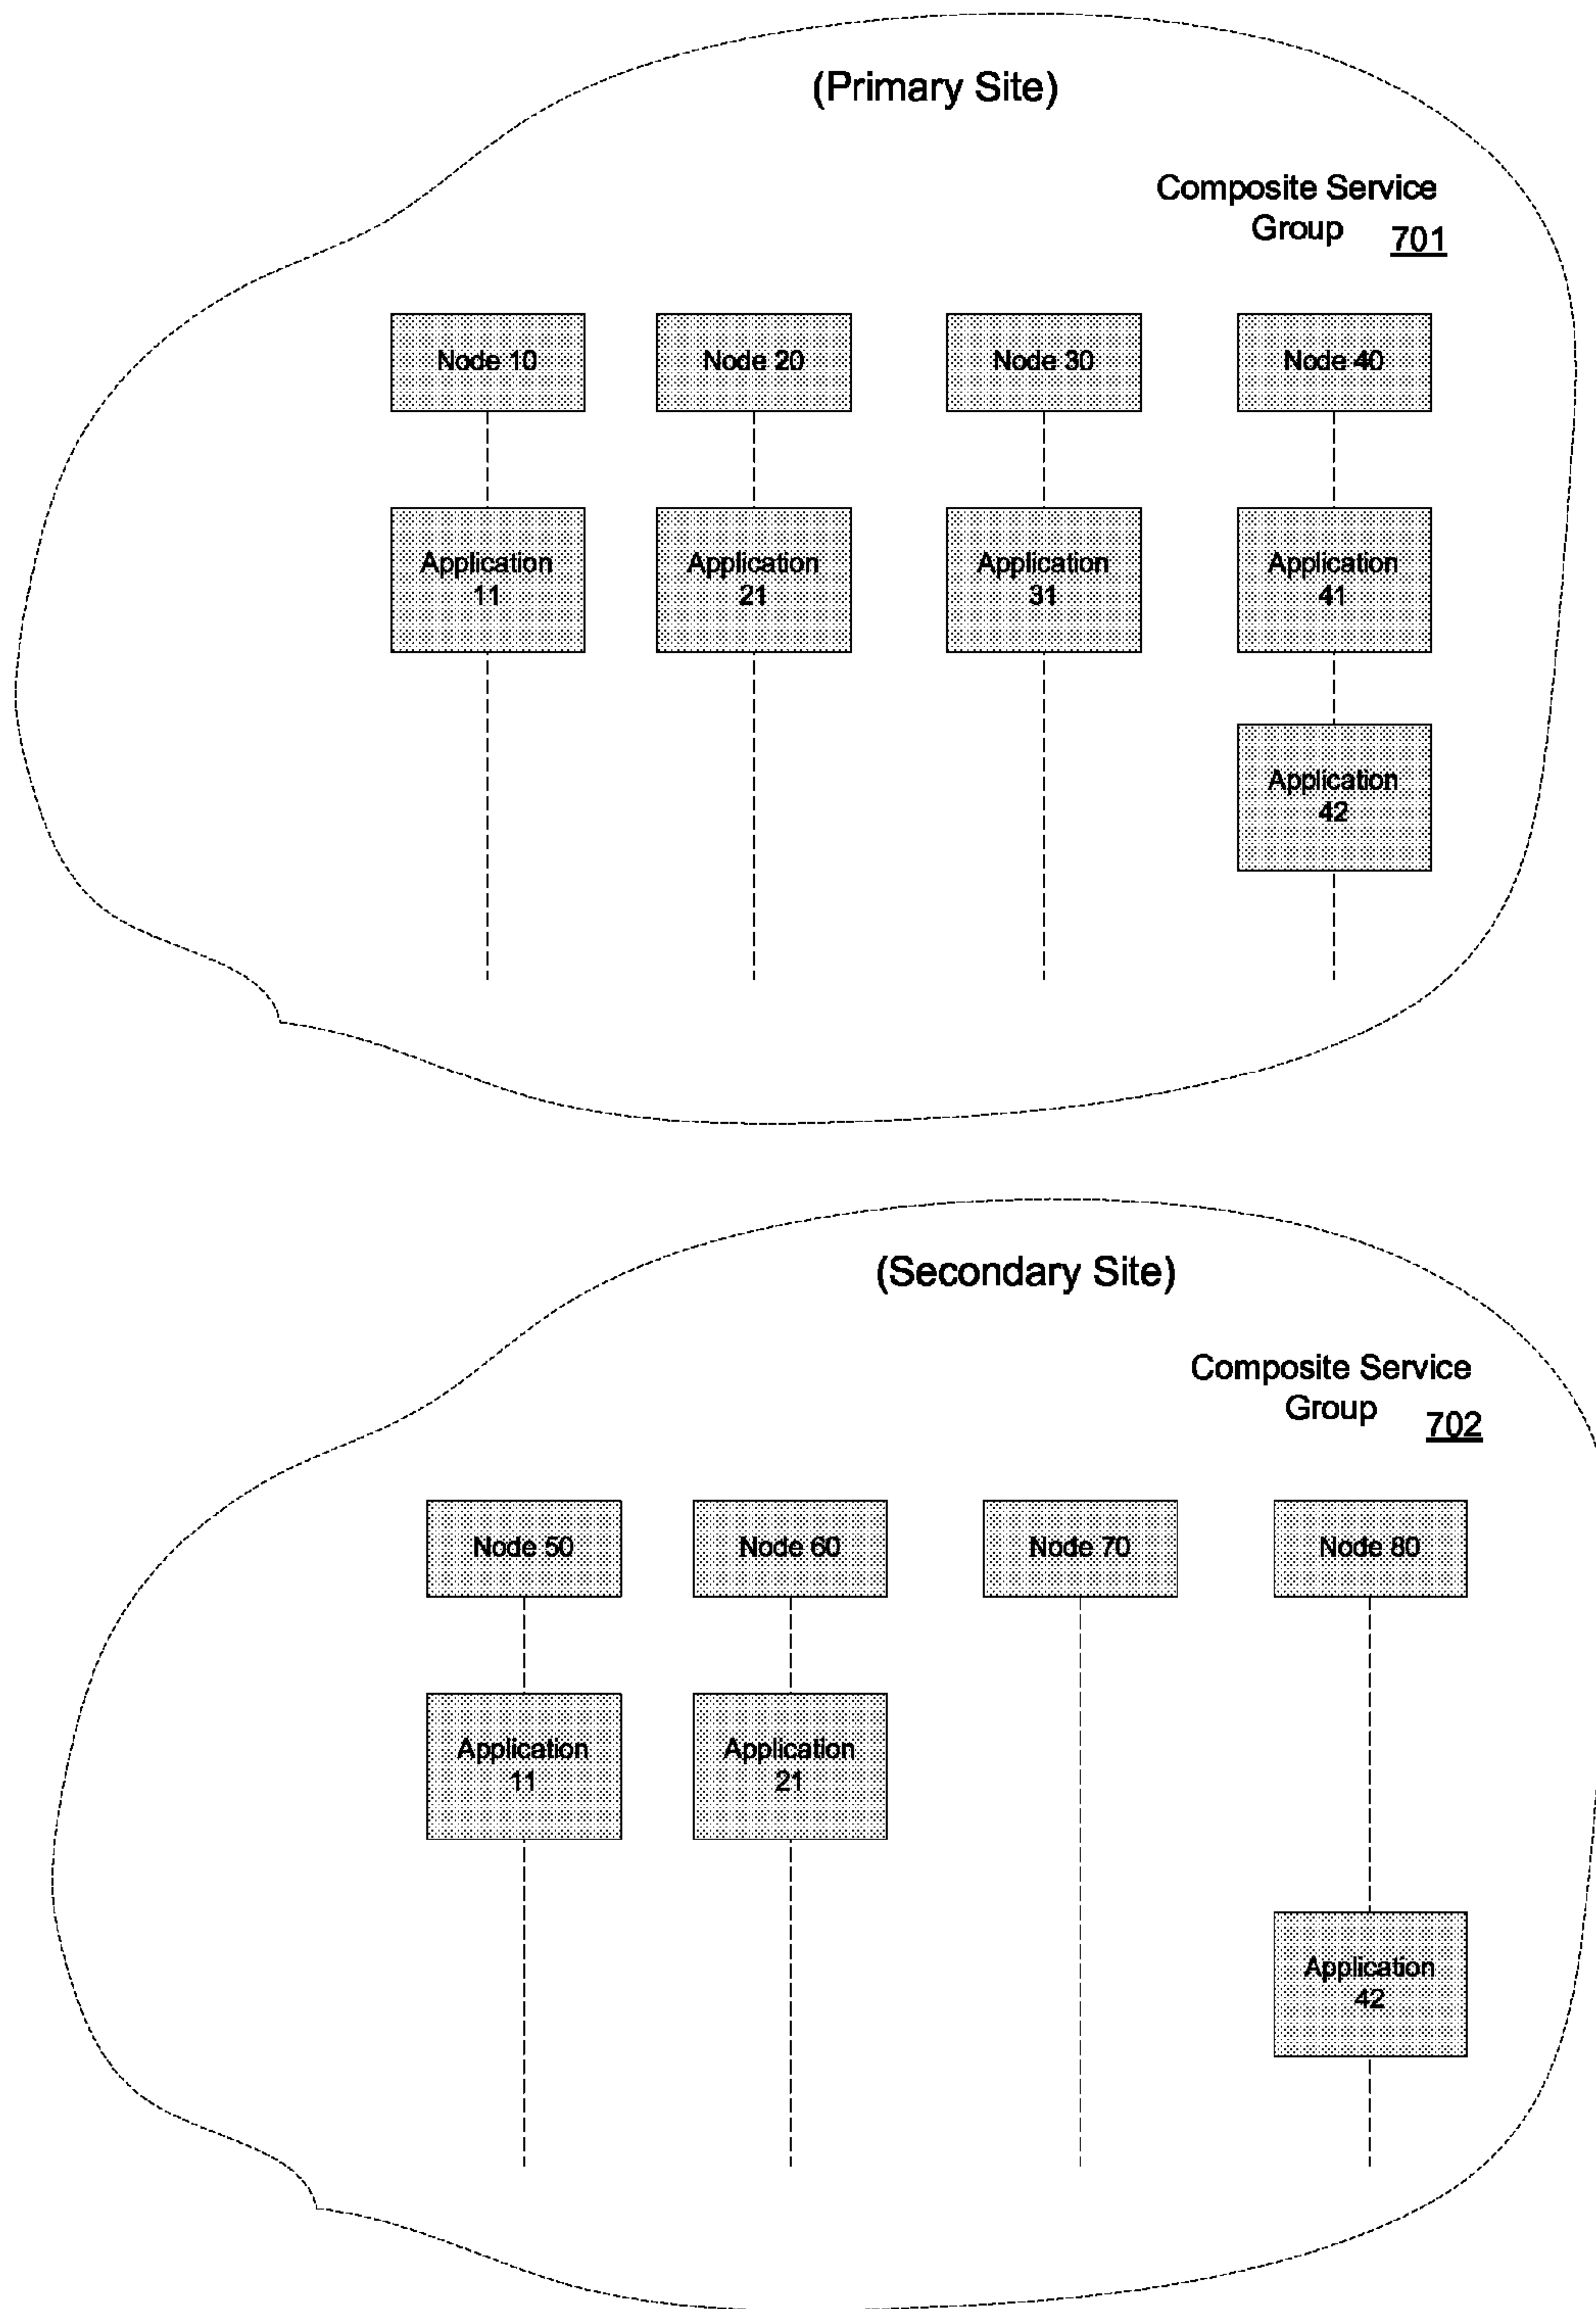 (Primary Site)
Composite Service
Group 701
Node 10
Node 20
Node 30
Node 40
Application
11
Application
21
Application
31
Application
41
Application
42
(Secondary Site)
Composite Service
Group 702
Node 50
Node 60
Node 70
Node 80
Application
11
Application
21
Application
42